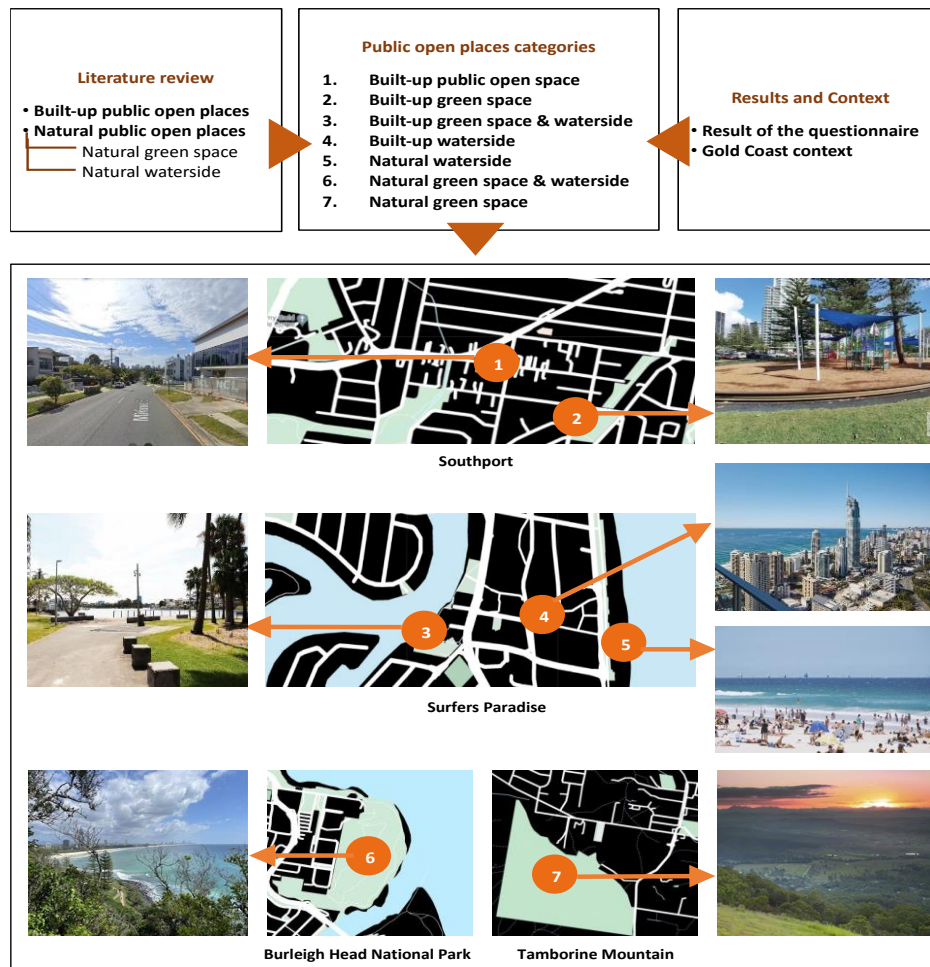 Literature review
• Built-up public open places
• Natural public open places
Natural green space
Natural waterside
Public open places categories
1. Built-up public open space
2. Built-up green space
3. Built-up green space & waterside
4. Built-up waterside
5. Natural waterside
6. Natural green space & waterside
7. Natural green space
Results and Context
• Result of the questionnaire
• Gold Coast context
1
2
Southport
3
4
5
Surfers Paradise
6
7
Burleigh Head National Park
Tamborine Mountain